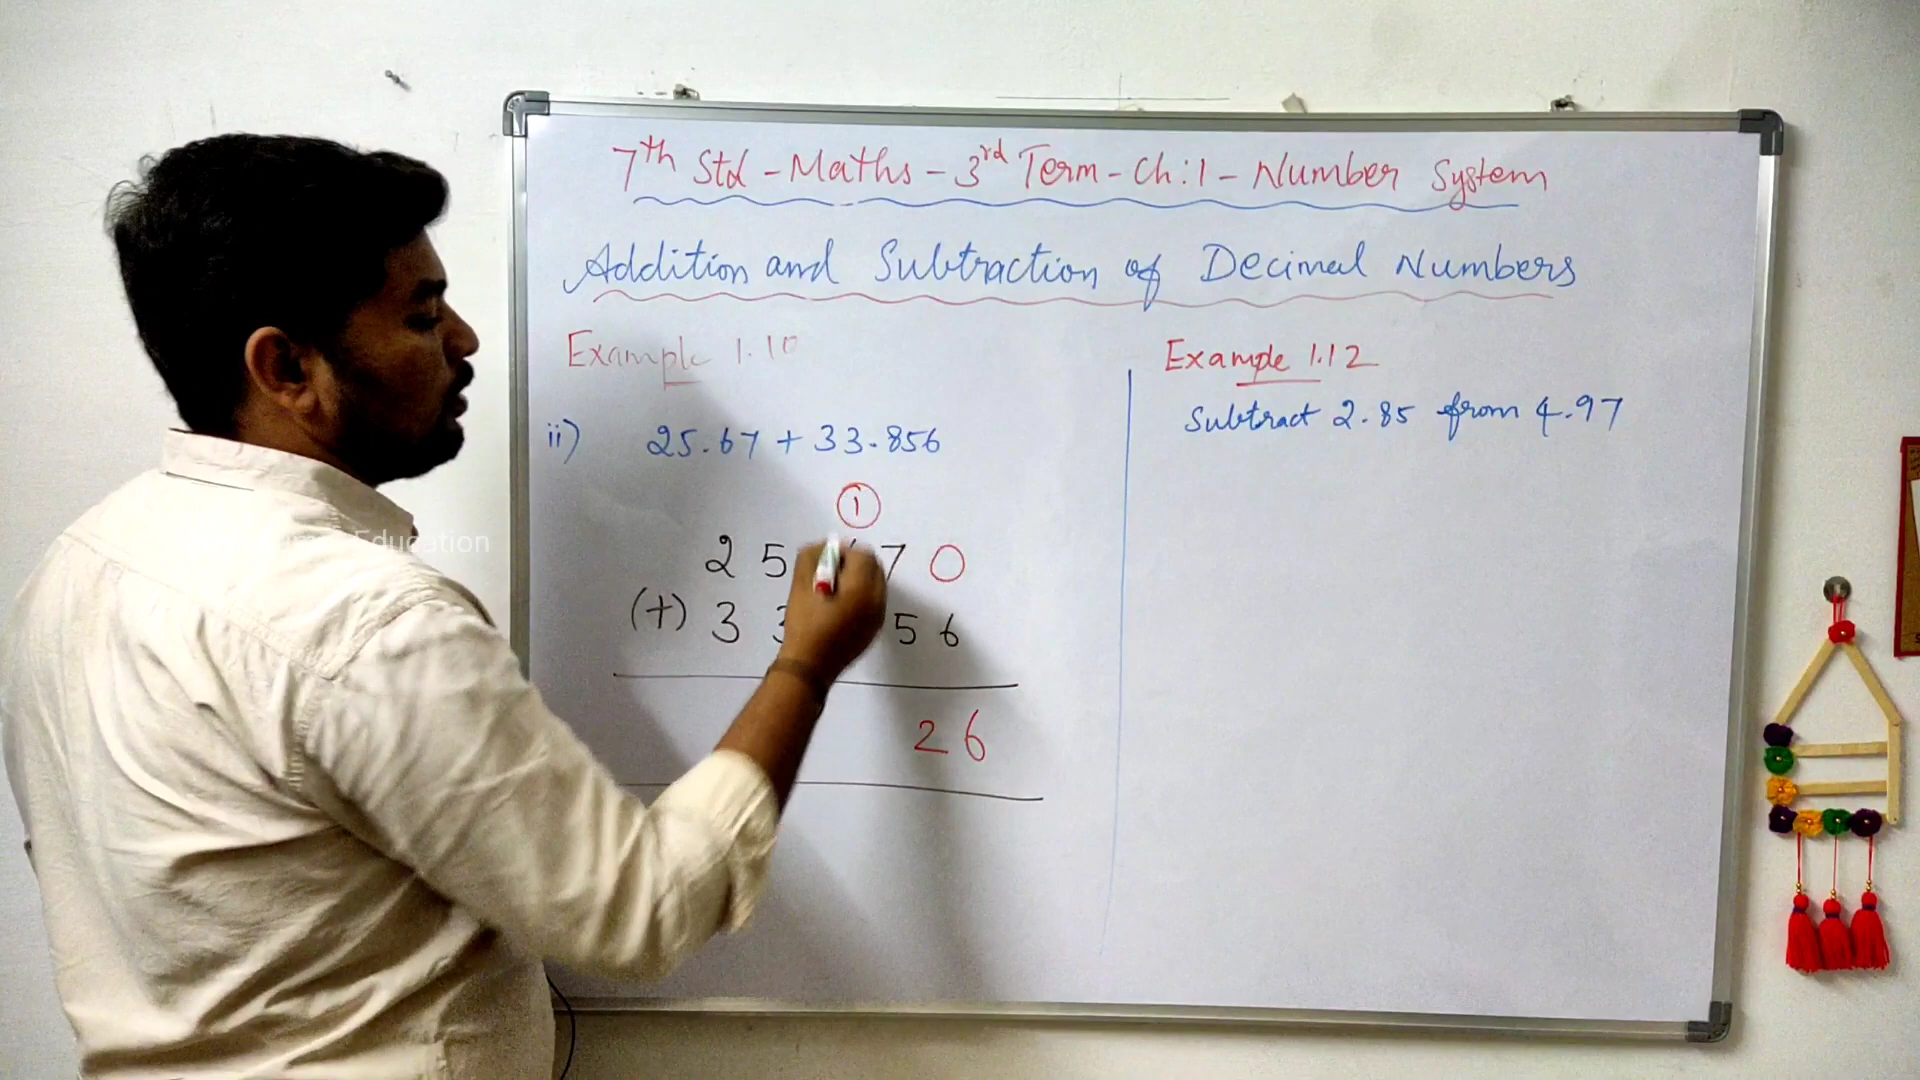 7th Std - Maths - 3rd Term - Ch:1 - Number System
Addition and Subtraction of Decimal Numbers
Example 1.10
ii) 25.67 + 33.856
1
2 5 7 0
(+) 3 3 5 6
2 6
Example 1.12
Subtract 2.85 from 4.97
Education